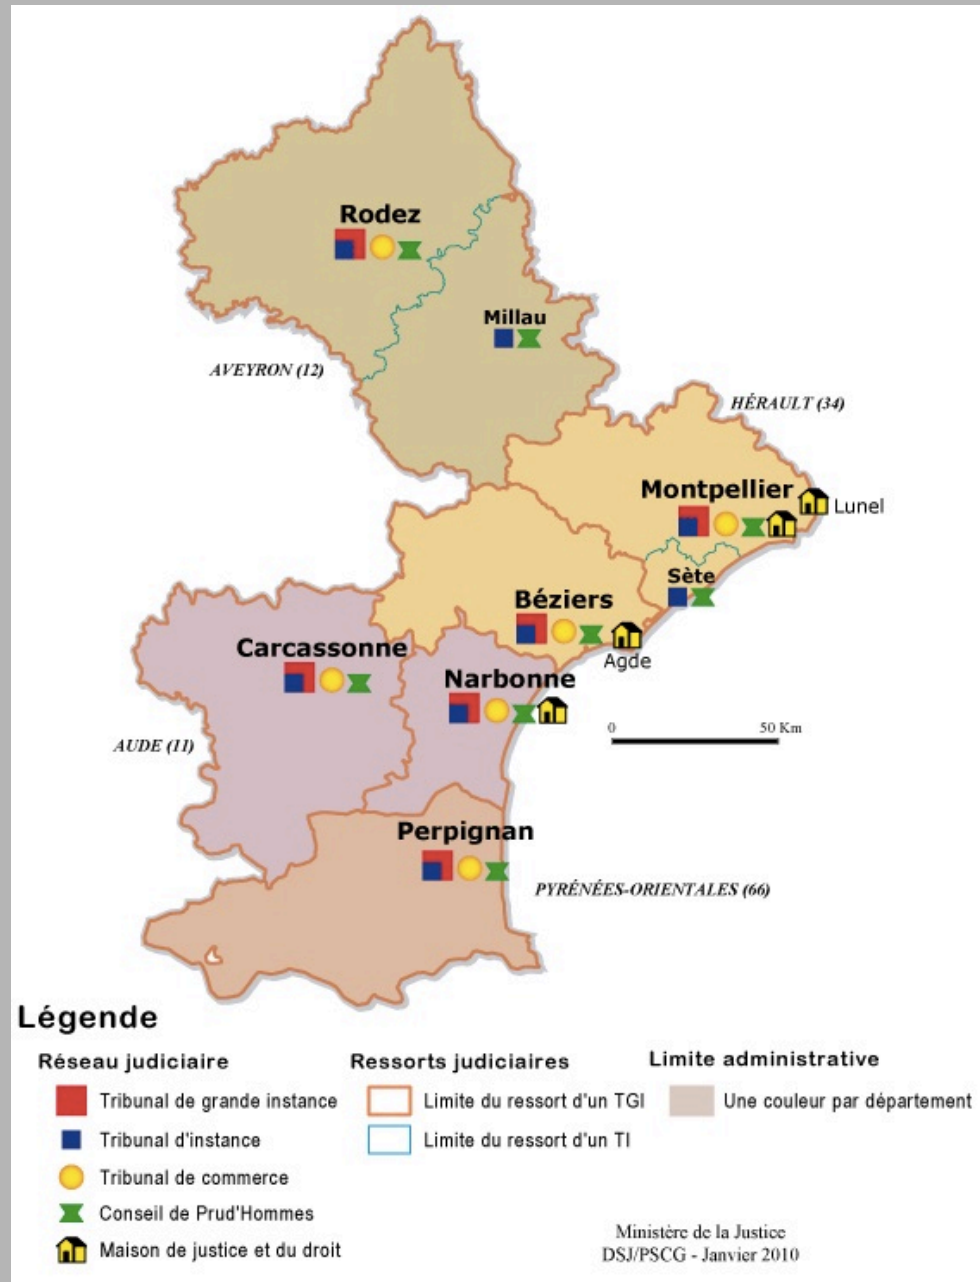 Rodez
Millau
AVEYRON (12)
HÉRAULT (34)
Montpellier
Lunel
Sète
Béziers
Agde
Carcassonne
Narbonne
0 50 Km
AUDE (11)
Perpignan
PYRÉNÉES-ORIENTALES (66)
Légende
Réseau judiciaire
Tribunal de grande instance
Tribunal d'instance
Tribunal de commerce
Conseil de Prud'Hommes
Maison de justice et du droit
Ressorts judiciaires
Limite du ressort d'un TGI
Limite du ressort d'un TI
Limite administrative
Une couleur par département
Ministère de la Justice
DSJ/PSCG - Janvier 2010